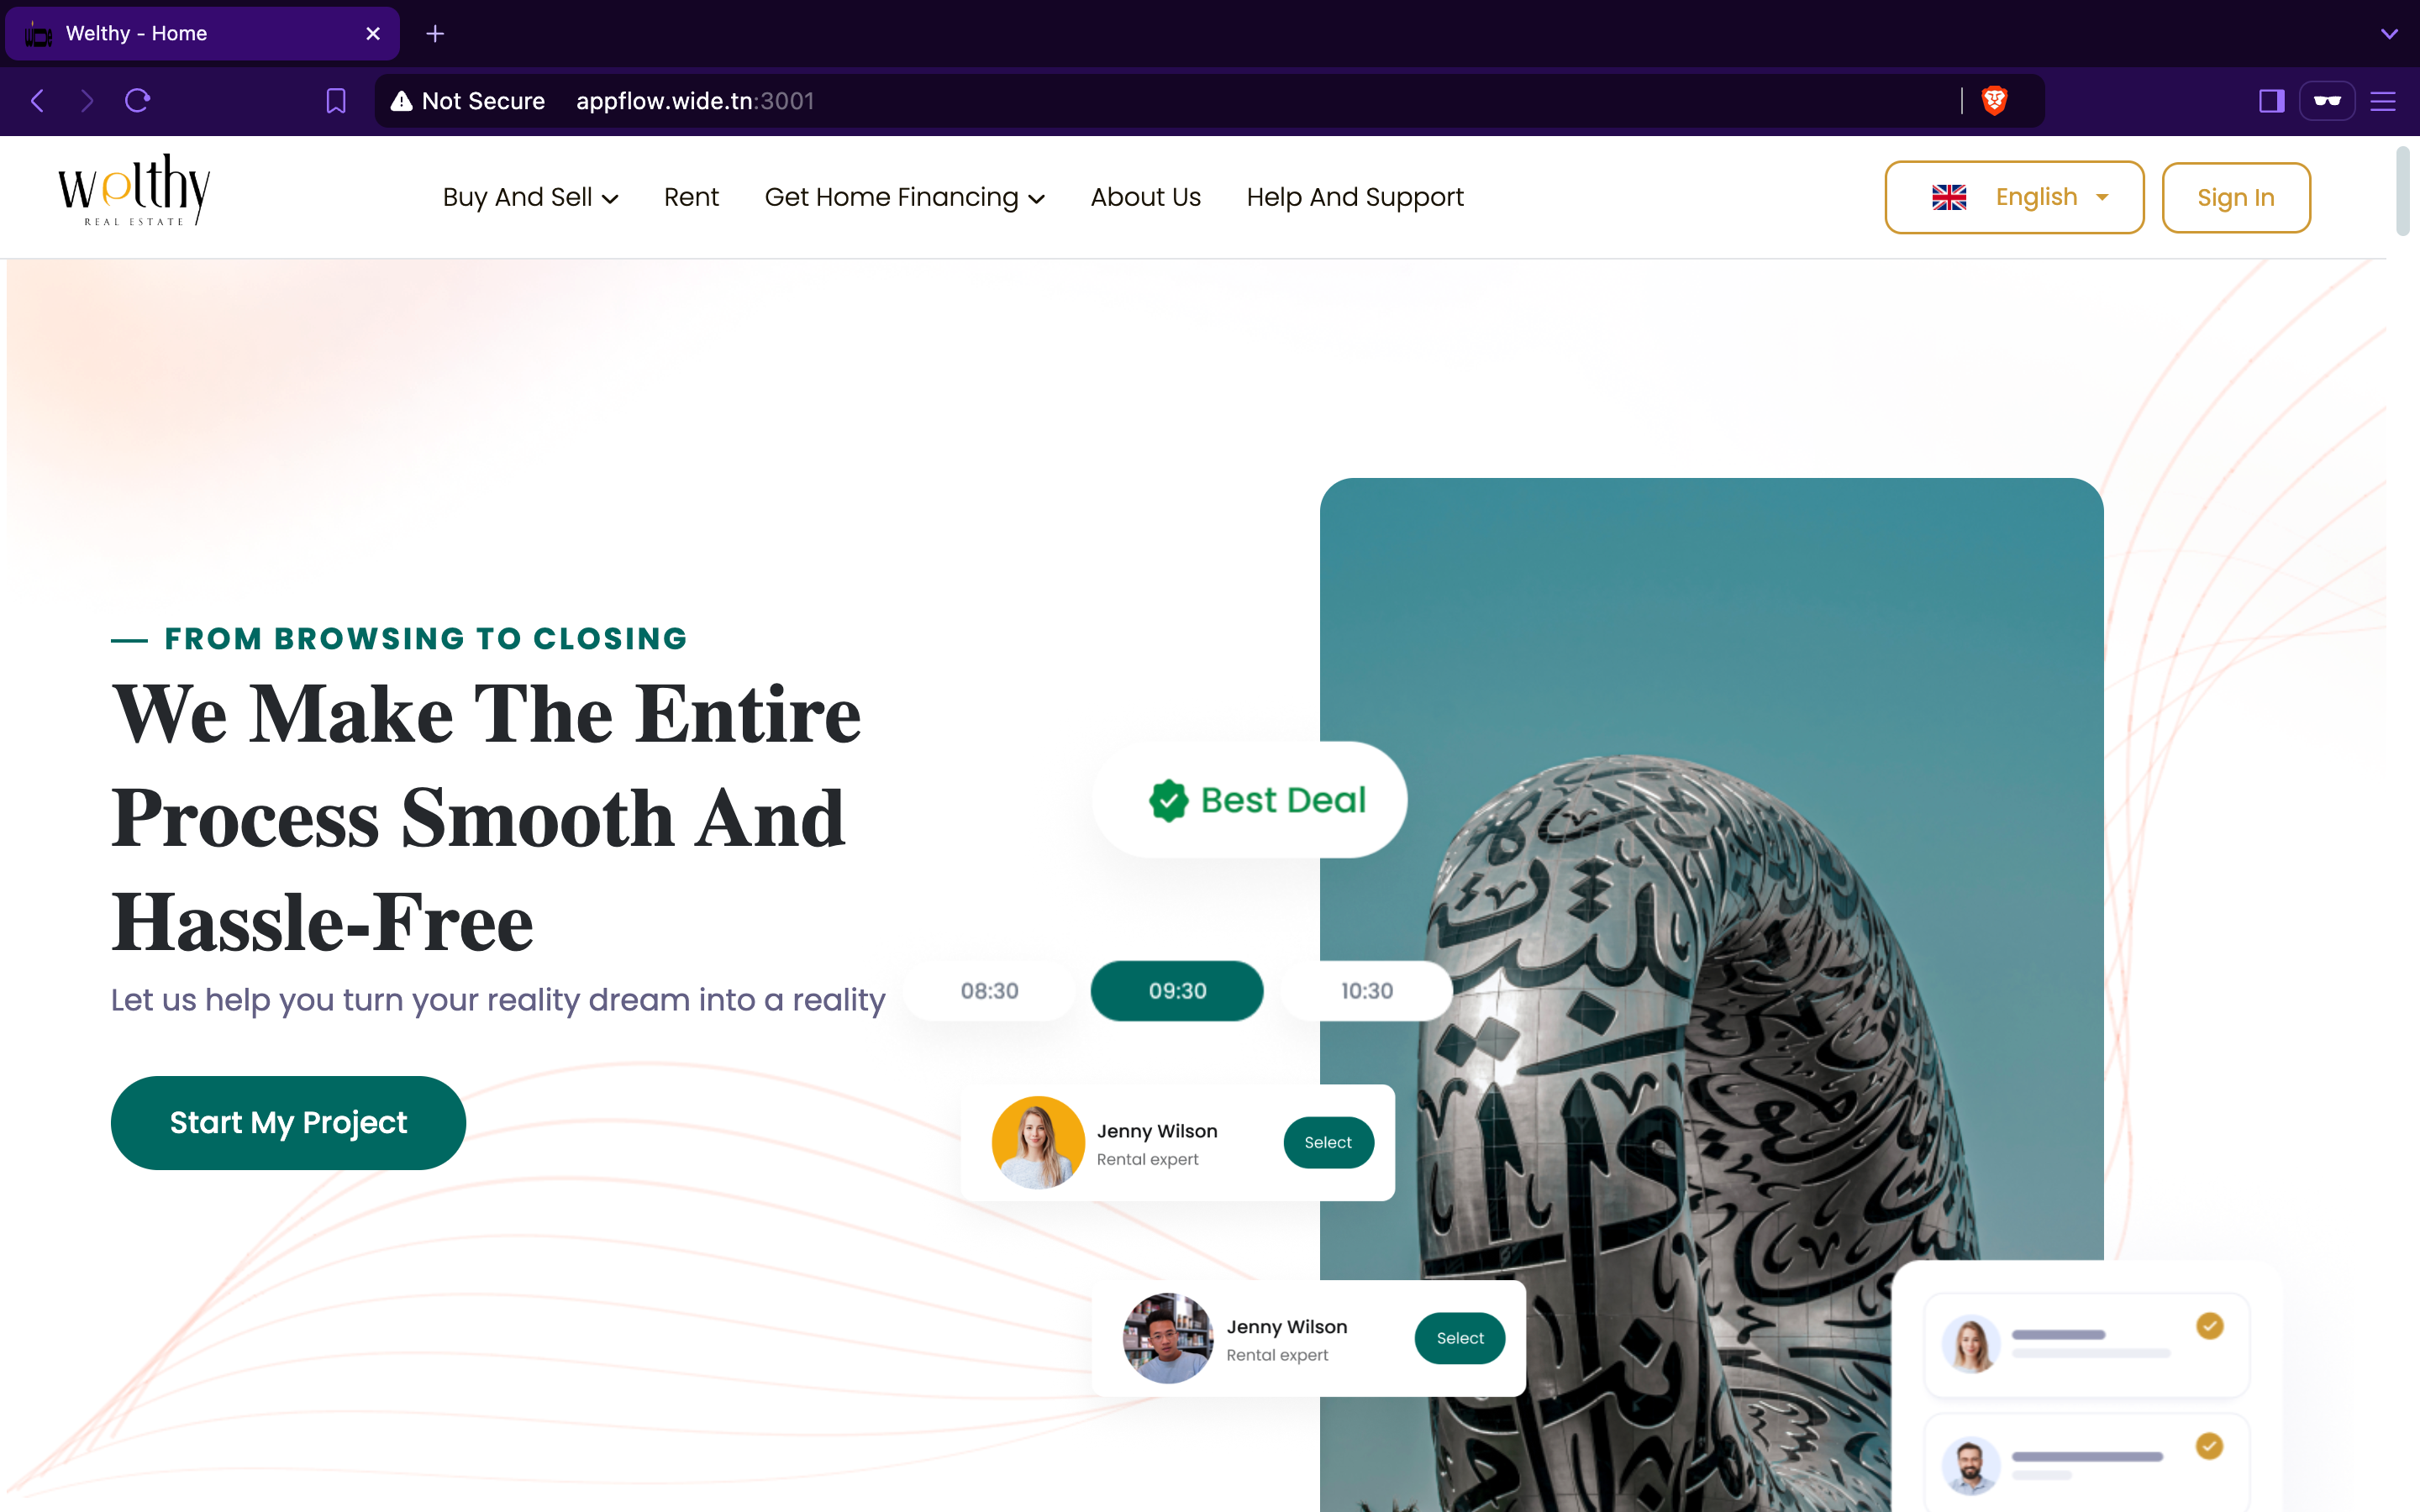 Welthy - Home
Not Secure appflow.wide.tn:3001
welthy
REAL ESTATE
Buy And Sell
Rent
Get Home Financing
About Us
Help And Support
English
Sign In
FROM BROWSING TO CLOSING
We Make The Entire
Process Smooth And
Hassle-Free
Let us help you turn your reality dream into a reality
Start My Project
Best Deal
08:30
09:30
10:30
Jenny Wilson
Rental expert
Select
Jenny Wilson
Rental expert
Select